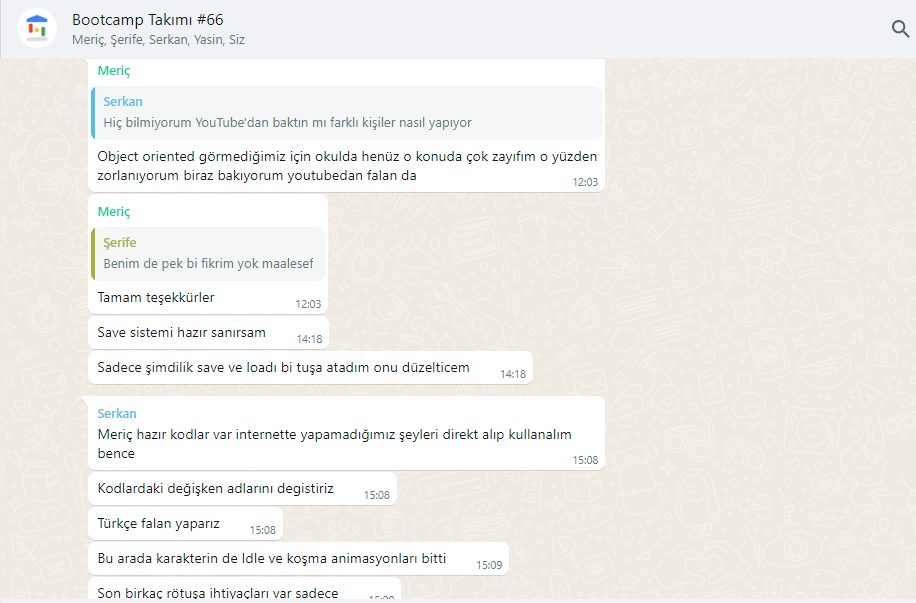 Bootcamp Takımı #66
Meriç, Şerife, Serkan, Yasin, Siz
Meriç
Serkan
Hiç bilmiyorum YouTube'dan baktın mı farklı kişiler nasıl yapıyor
Object oriented görmediğimiz için okulda henüz o konuda çok zayıfım o yüzden
zorlanıyorum biraz bakıyorum youtubedan falan da
12:03
Meriç
Şerife
Benim de pek bi fikrim yok maalesef
Tamam teşekkürler
12:03
Save sistemi hazır sanırsam
14:18
Sadece şimdilik save ve loadı bi tuşa atadım onu düzelticem
14:18
Serkan
Meriç hazır kodlar var internette yapamadığımız şeyleri direkt alıp kullanalım
bence
15:08
Kodlardaki değişken adlarını degistiriz
15:08
Türkçe falan yaparız
15:08
Bu arada karakterin de Idle ve koşma animasyonları bitti
15:09
Son birkaç rötuşa ihtiyaçları var sadece
15:09